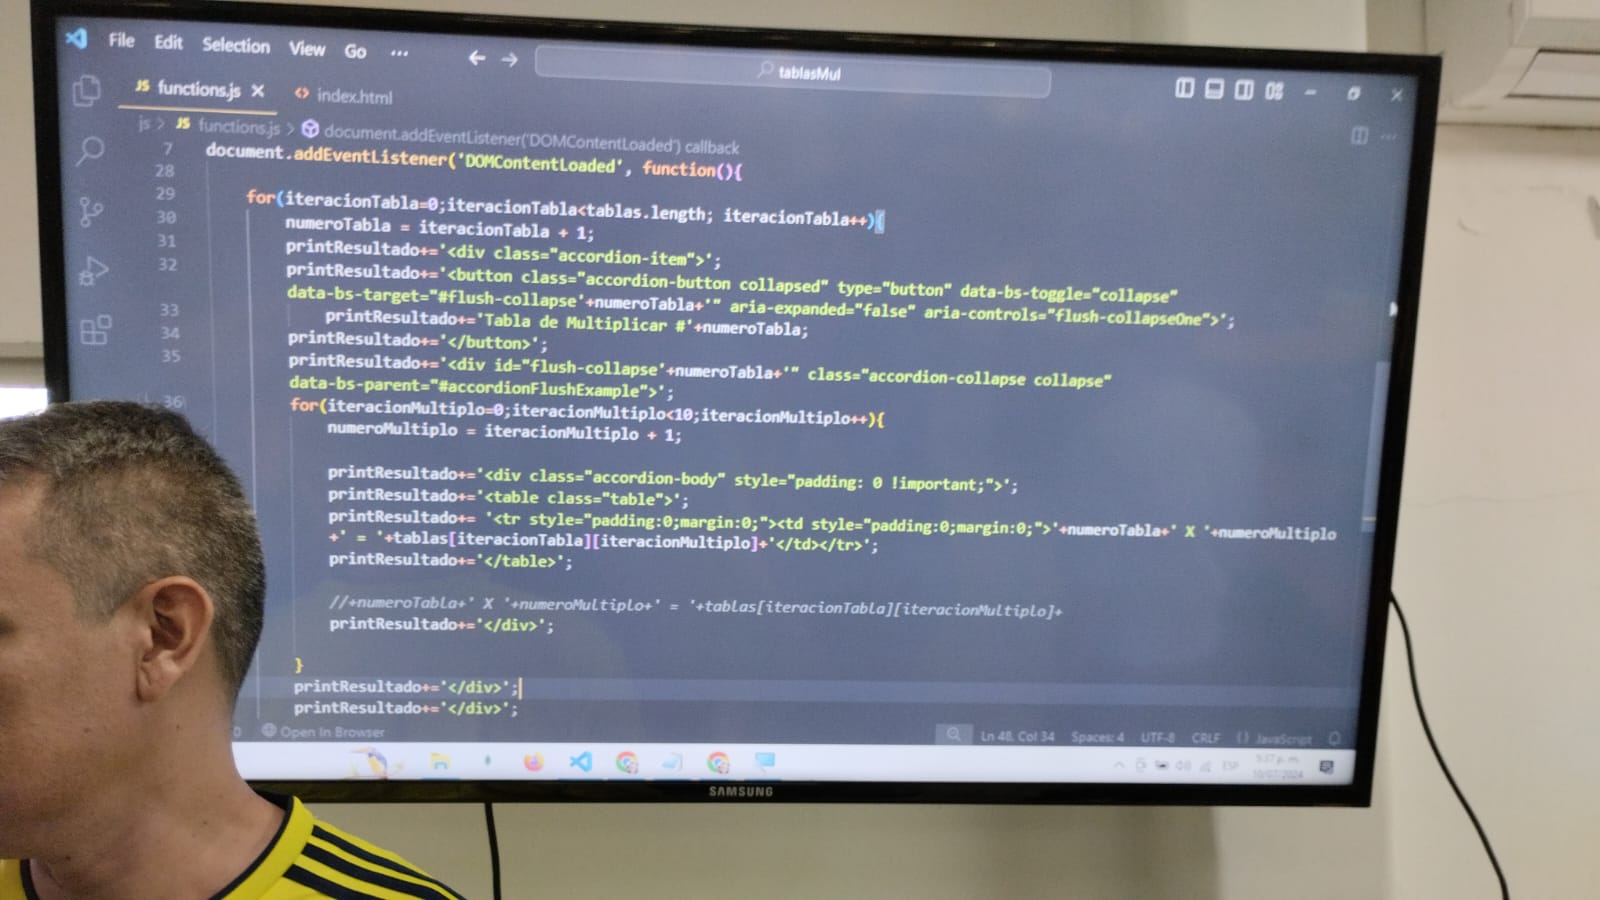 File Edit Selection View Go ...
tablasMul
JS functions.js × <> index.html
js > JS functions.js > document.addEventListener('DOMContentLoaded') callback
7 document.addEventListener('DOMContentLoaded', function(){
28
29 for(iteracionTabla=0;iteracionTabla<tablas.length; iteracionTabla++){
30 numeroTabla = iteracionTabla + 1;
31 printResultado+='<div class="accordion-item">';
32 printResultado+='<button class="accordion-button collapsed" type="button" data-bs-toggle="collapse"
data-bs-target="#flush-collapse'+numeroTabla+'" aria-expanded="false" aria-controls="flush-collapseOne">';
33 printResultado+='Tabla de Multiplicar #'+numeroTabla;
34 printResultado+='</button>';
35 printResultado+='<div id="flush-collapse'+numeroTabla+'" class="accordion-collapse collapse"
data-bs-parent="#accordionFlushExample">';
36 for(iteracionMultiplo=0;iteracionMultiplo<10;iteracionMultiplo++){
numeroMultiplo = iteracionMultiplo + 1;
printResultado+='<div class="accordion-body" style="padding: 0 !important;">';
printResultado+='<table class="table">';
printResultado+= '<tr style="padding:0;margin:0;"><td style="padding:0;margin:0;">'+numeroTabla+' X '+numeroMultiplo
+' = '+tablas[iteracionTabla][iteracionMultiplo]+'</td></tr>';
printResultado+='</table>';
//+numeroTabla+' X '+numeroMultiplo+' = '+tablas[iteracionTabla][iteracionMultiplo]+
printResultado+='</div>';
}
printResultado+='</div>';
printResultado+='</div>';
Open In Browser Ln 48, Col 34 Spaces: 4 UTF-8 CRLF {} JavaScript
ESP 5:37 p. m.
10/07/2024
SAMSUNG